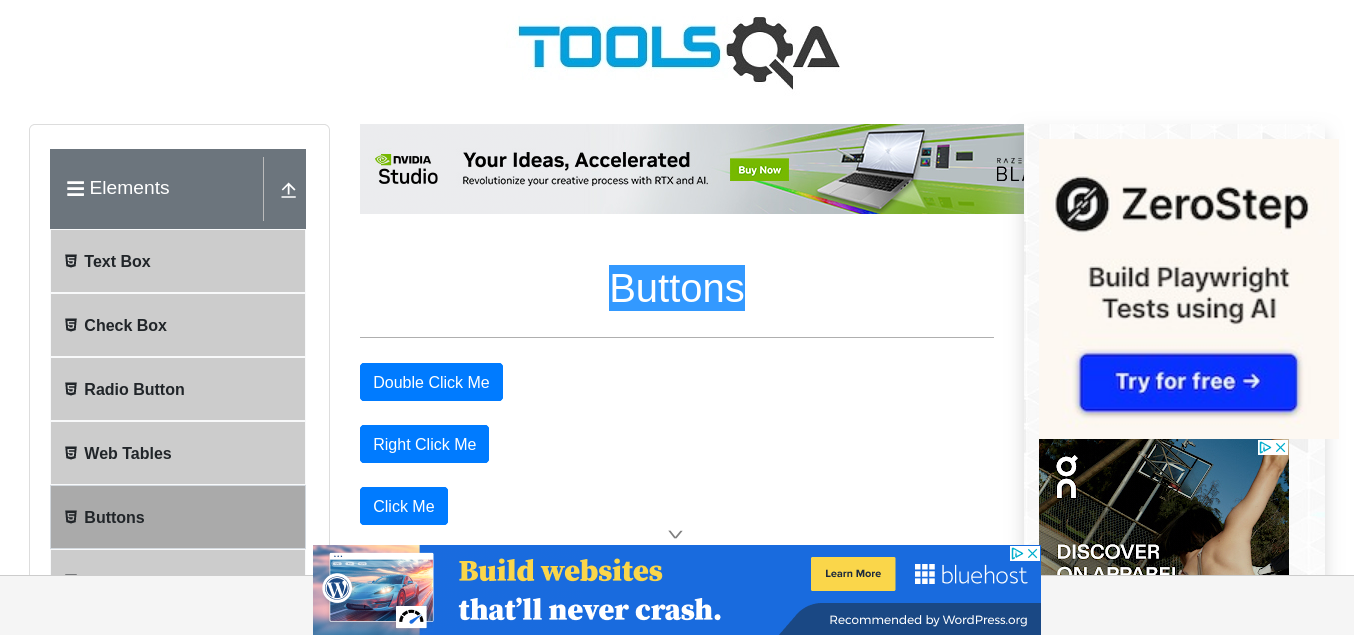 TOOLSQA
Elements
Text Box
Check Box
Radio Button
Web Tables
Buttons
NVIDIA
Studio
Your Ideas, Accelerated
Revolutionize your creative process with RTX and AI.
Buy Now
Buttons
Double Click Me
Right Click Me
Click Me
ZeroStep
Build Playwright
Tests using AI
Try for free →
on
DISCOVER
ON APPAREL
Build websites
that'll never crash.
Learn More
bluehost
Recommended by WordPress.org